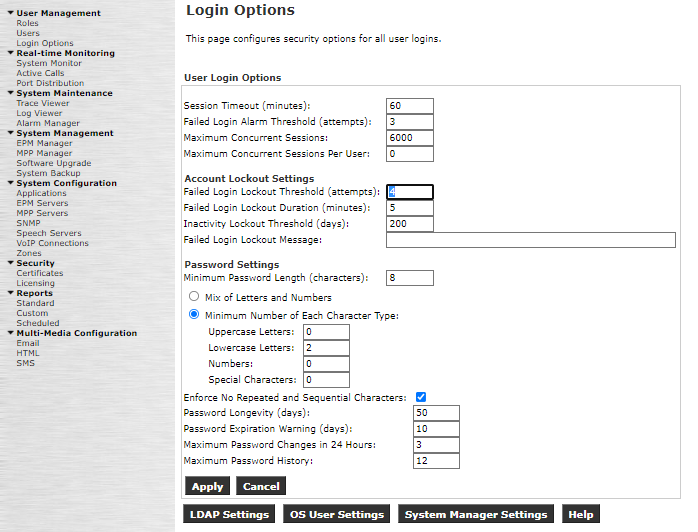 User Management
Roles
Users
Login Options
Real-time Monitoring
System Monitor
Active Calls
Port Distribution
System Maintenance
Trace Viewer
Log Viewer
Alarm Manager
System Management
EPM Manager
MPP Manager
Software Upgrade
System Backup
System Configuration
Applications
EPM Servers
MPP Servers
SNMP
Speech Servers
VoIP Connections
Zones
Security
Certificates
Licensing
Reports
Standard
Custom
Scheduled
Multi-Media Configuration
Email
HTML
SMS
Login Options
This page configures security options for all user logins.
User Login Options
Session Timeout (minutes): 60
Failed Login Alarm Threshold (attempts): 3
Maximum Concurrent Sessions: 6000
Maximum Concurrent Sessions Per User: 0
Account Lockout Settings
Failed Login Lockout Threshold (attempts): 4
Failed Login Lockout Duration (minutes): 5
Inactivity Lockout Threshold (days): 200
Failed Login Lockout Message:
Password Settings
Minimum Password Length (characters): 8
Mix of Letters and Numbers
Minimum Number of Each Character Type:
Uppercase Letters: 0
Lowercase Letters: 2
Numbers: 0
Special Characters: 0
Enforce No Repeated and Sequential Characters:
Password Longevity (days): 50
Password Expiration Warning (days): 10
Maximum Password Changes in 24 Hours: 3
Maximum Password History: 12
Apply Cancel
LDAP Settings OS User Settings System Manager Settings Help